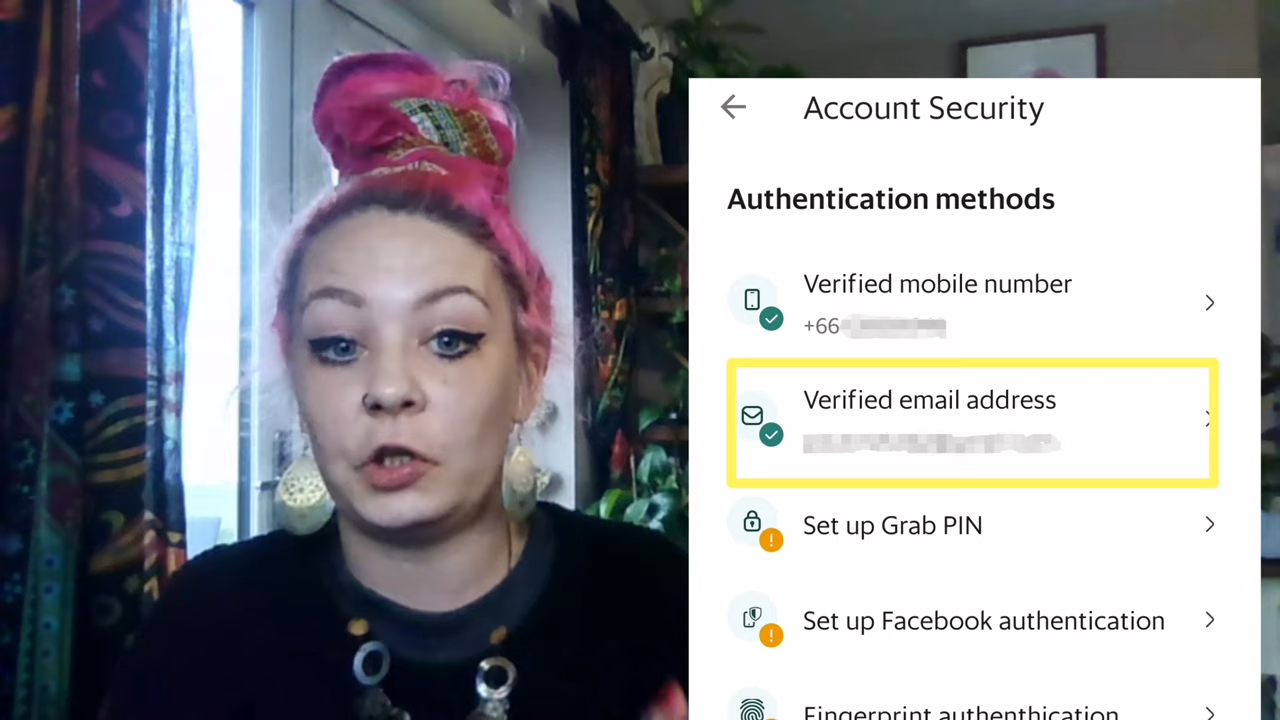 Account Security
Authentication methods
Verified mobile number
+66
Verified email address
Set up Grab PIN
Set up Facebook authentication
Fingerprint authentication